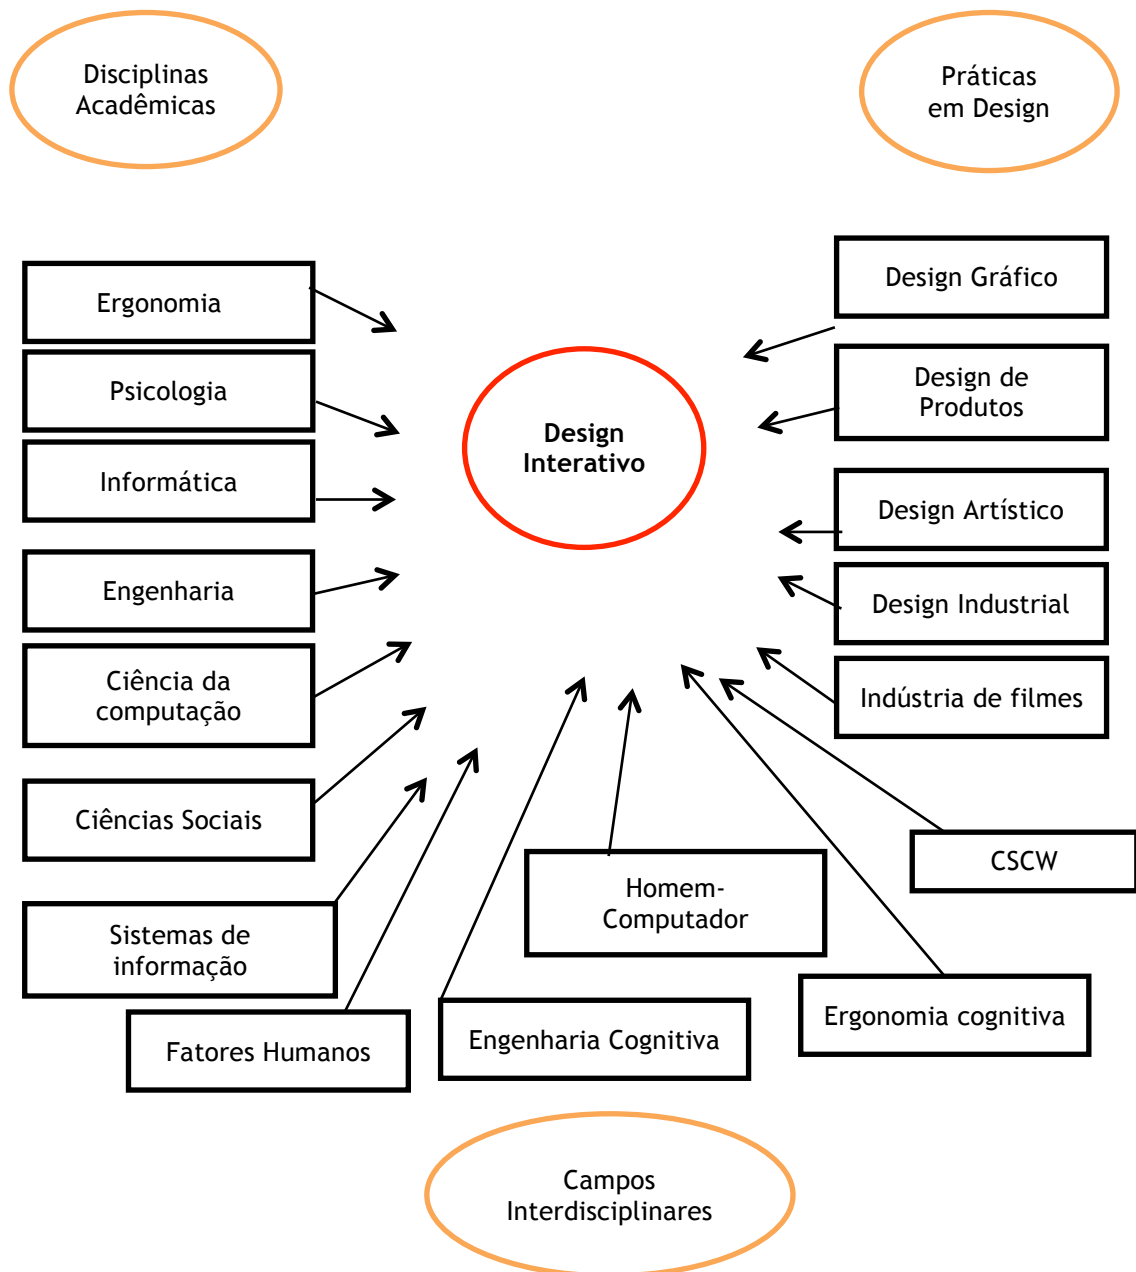 Disciplinas
Acadêmicas
Práticas
em Design
Ergonomia
Psicologia
Informática
Engenharia
Ciência da
computação
Ciências Sociais
Sistemas de
informação
Design
Interativo
Design Gráfico
Design de
Produtos
Design Artístico
Design Industrial
Indústria de filmes
CSCW
Homem-
Computador
Ergonomia cognitiva
Engenharia Cognitiva
Fatores Humanos
Campos
Interdisciplinares